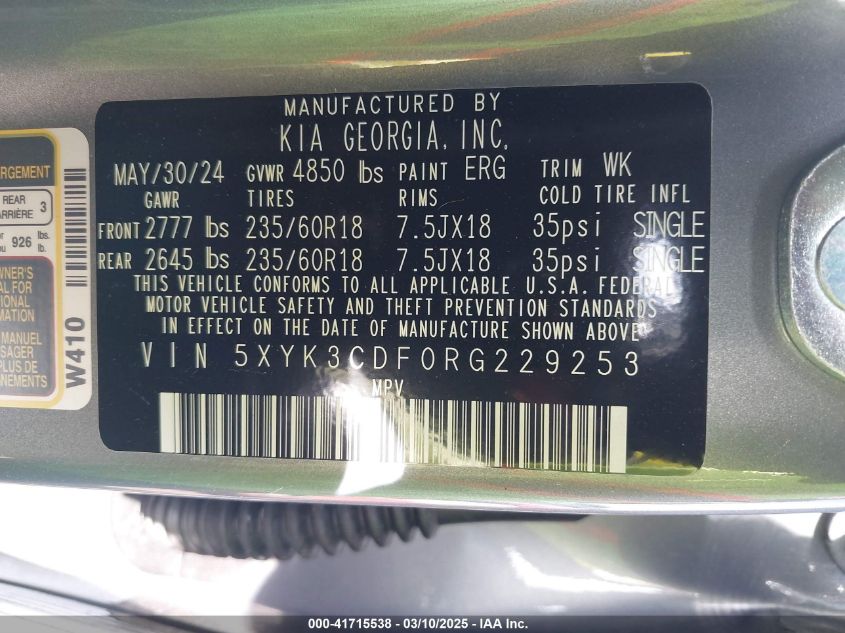 MANUFACTURED BY
KIA GEORGIA, INC.
MAY/30/24 GVWR 4850 lbs PAINT ERG TRIM WK
GAWR TIRES RIMS COLD TIRE INFL
FRONT 2777 lbs 235/60R18 7.5JX18 35psi SINGLE
REAR 2645 lbs 235/60R18 7.5JX18 35psi SINGLE
THIS VEHICLE CONFORMS TO ALL APPLICABLE U.S.A. FEDERAL
MOTOR VEHICLE SAFETY AND THEFT PREVENTION STANDARDS
IN EFFECT ON THE DATE OF MANUFACTURE SHOWN ABOVE
VIN 5XYK3CDF0RG229253
MPV
REAR 3
926 lbs.
lb.
MANUEL
PLUS DE
W410
000-41715538 - 03/10/2025 - IAA Inc.